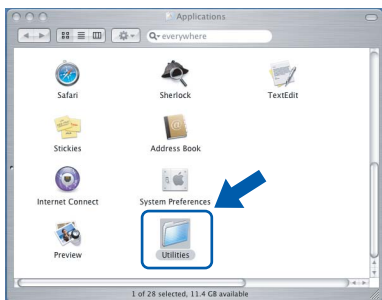 Applications
everywhere
Safari
Sherlock
TextEdit
Stickies
Address Book
Internet Connect
System Preferences
Preview
Utilities
1 of 28 selected, 11.4 GB available